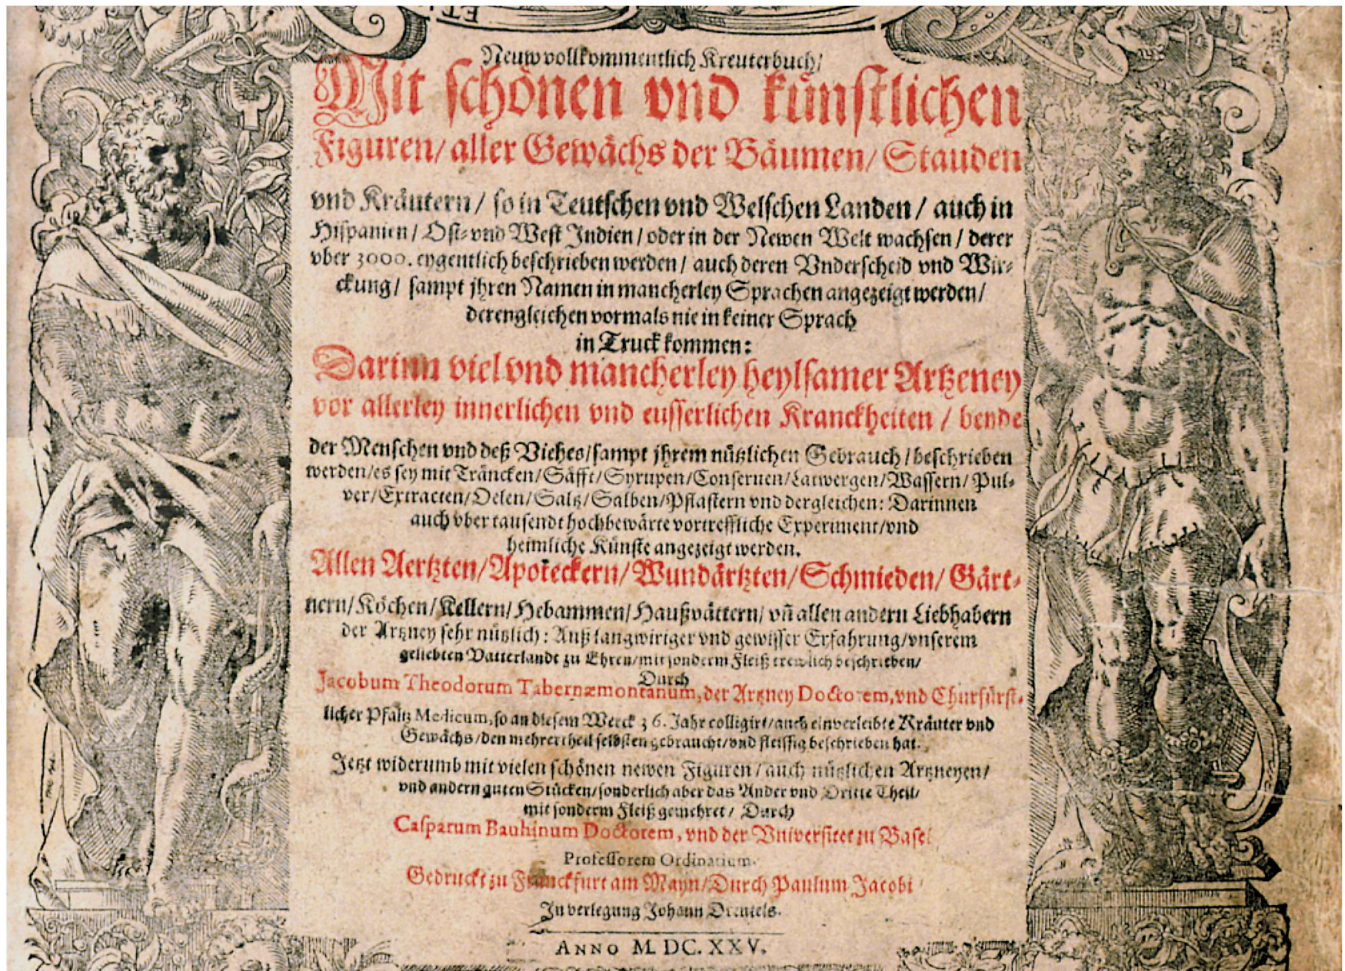 ET
Neuw vollkommentlich Kreuterbuch/
Mit schönen vnd künstlichen
Figuren/ aller Gewächs der Bäumen/ Stauden
vnd Kräutern / so in Teutschen vnd Welschen Landen / auch in
Hispanien / Ost- vnd West Indien / oder in der Newen Welt wachsen / derer
vber 3000. eygentlich beschrieben werden / auch deren Vnderscheid vnd Wir-
ckung / sampt jhren Namen in mancherley Sprachen angezeigt werden /
derengleichen vormals nie in keiner Sprach
in Truck kommen:
Darinn viel vnd mancherley heylsamer Artzeney
vor allerley innerlichen vnd eusserlichen Kranckheiten / beyde
der Menschen vnd deß Viehes/sampt jhrem nützlichen Gebrauch / beschrieben
werden/es sey mit Träncken/Säfft/Syrupen/Conseruen/Latwergen/Wassern/Pul-
ver/Extracten/Oelen/Saltz/Salben/Pflastern vnd dergleichen: Darinnen
auch vber tausendt hochbewärte vortreffliche Experiment/vnd
heimliche Künste angezeigt werden.
Allen Aertzten/Apoteckern/Wundärtzten/Schmieden/Gärt-
nern/Köchen/Kellern/Hebammen/Haußvättern/ vñ allen andern Liebhabern
der Artzney sehr nützlich: Auß langwiriger vnd gewisser Erfahrung/vnserem
geliebten Vatterlandt zu Ehren/mit sonderm Fleiß trewlich beschrieben/
Durch
Jacobum Theodorum Tabernæmontanum, der Artzney Doctorem, vnd Churfürst-
licher Pfaltz Medicum, so an diesem Werck 36. Jahr colligirt/auch einverleibte Kräuter vnd
Gewächs/den mehrertheil selbsten gebraucht/vnd fleissig beschrieben hat.
Jetzt widerumb mit vielen schönen newen Figuren / auch nützlichen Artzneyen /
vnd andern guten Stücken/sonderlich aber das Ander vnd Dritte Theil/
mit sonderm Fleiß gemehret / Durch
Casparum Bauhinum Doctorem, vnd der Vniversitet zu Basel
Professorem Ordinarium.
Gedruckt zu Franckfurt am Mayn/Durch Paulum Jacobi
In verlegung Johann Dreutels.
ANNO M. DC. XXV.